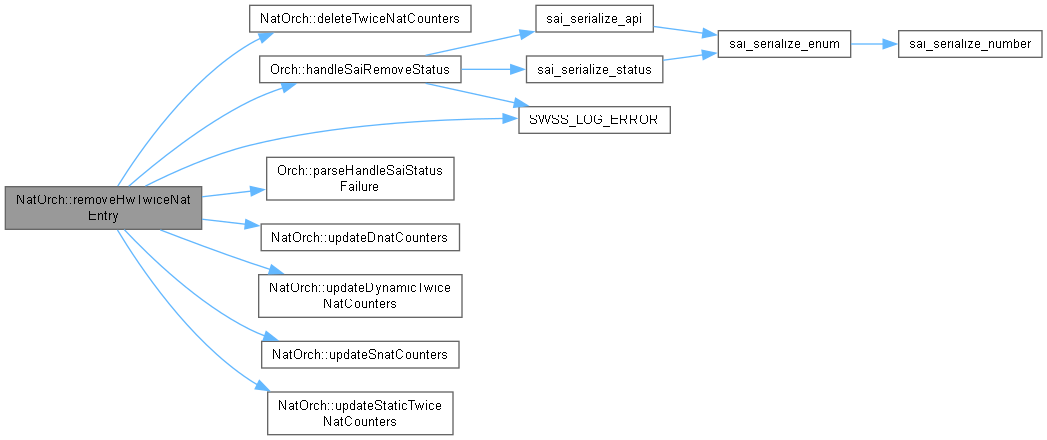 NatOrch::deleteTwiceNatCounters
sai_serialize_api
sai_serialize_enum
sai_serialize_number
Orch::handleSaiRemoveStatus
sai_serialize_status
SWSS_LOG_ERROR
Orch::parseHandleSaiStatus
Failure
NatOrch::removeHwTwiceNat
Entry
NatOrch::updateDnatCounters
NatOrch::updateDynamicTwice
NatCounters
NatOrch::updateSnatCounters
NatOrch::updateStaticTwice
NatCounters